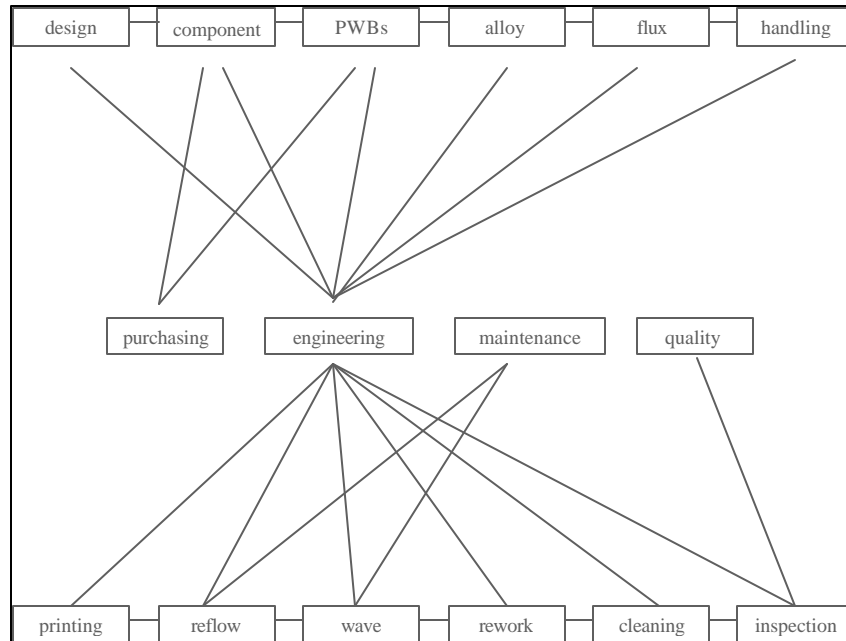 design
component
PWBs
alloy
flux
handling
purchasing
engineering
maintenance
quality
printing
reflow
wave
rework
cleaning
inspection